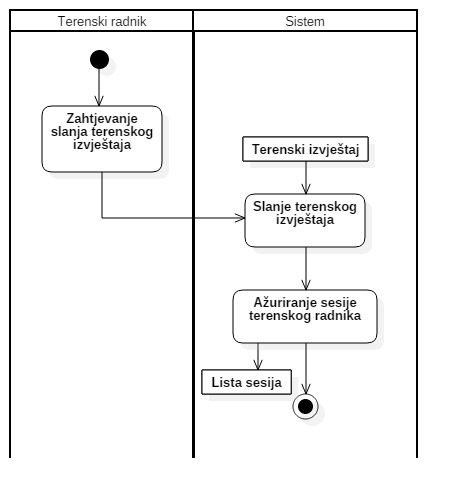 Terenski radnik
Sistem
Zahtjevanje
slanja terenskog
izvještaja
Terenski izvještaj
Slanje terenskog
izvještaja
Ažuriranje sesije
terenskog radnika
Lista sesija